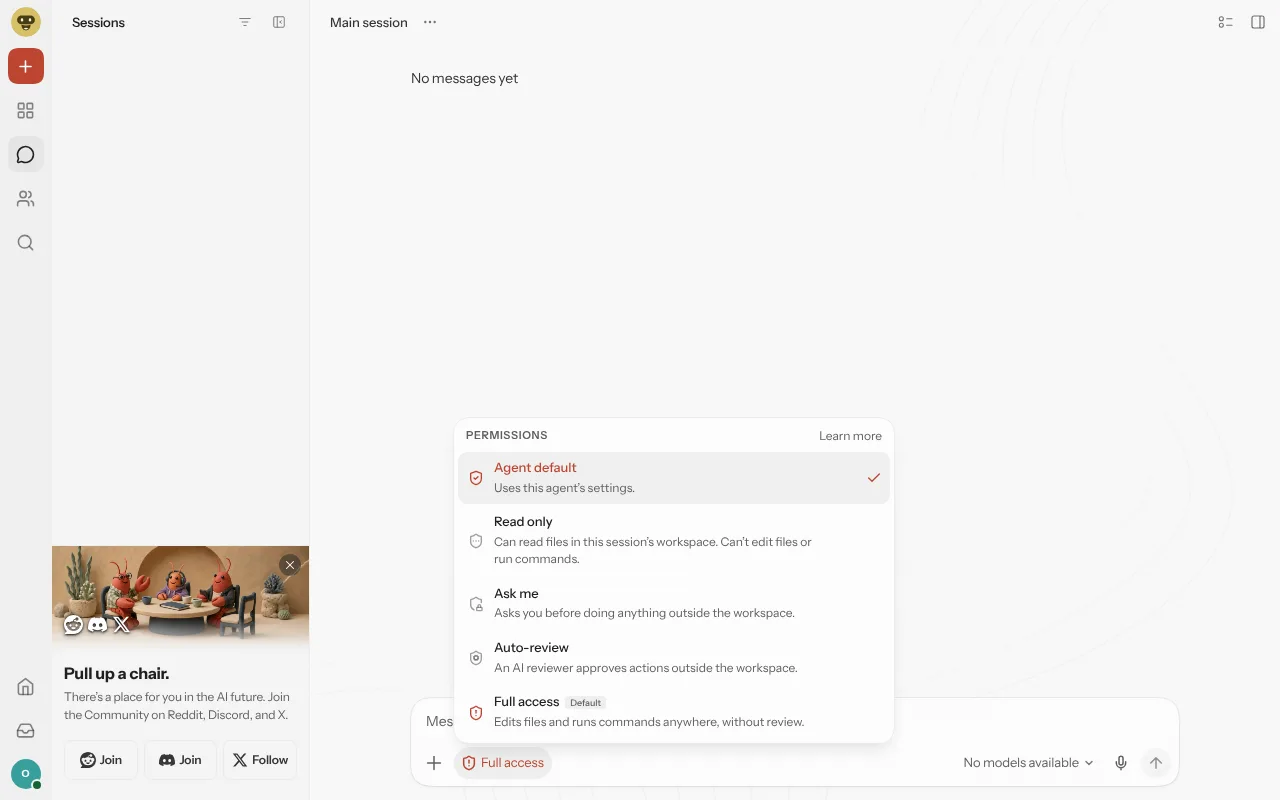 Sessions
Main session
No messages yet
PERMISSIONS
Learn more
Agent default
Uses this agent's settings.
Read only
Can read files in this session's workspace. Can't edit files or
run commands.
Ask me
Asks you before doing anything outside the workspace.
Auto-review
An AI reviewer approves actions outside the workspace.
Full access Default
Edits files and runs commands anywhere, without review.
Mes
Full access
No models available
Pull up a chair.
There's a place for you in the AI future. Join
the Community on Reddit, Discord, and X.
Join
Join
Follow
O